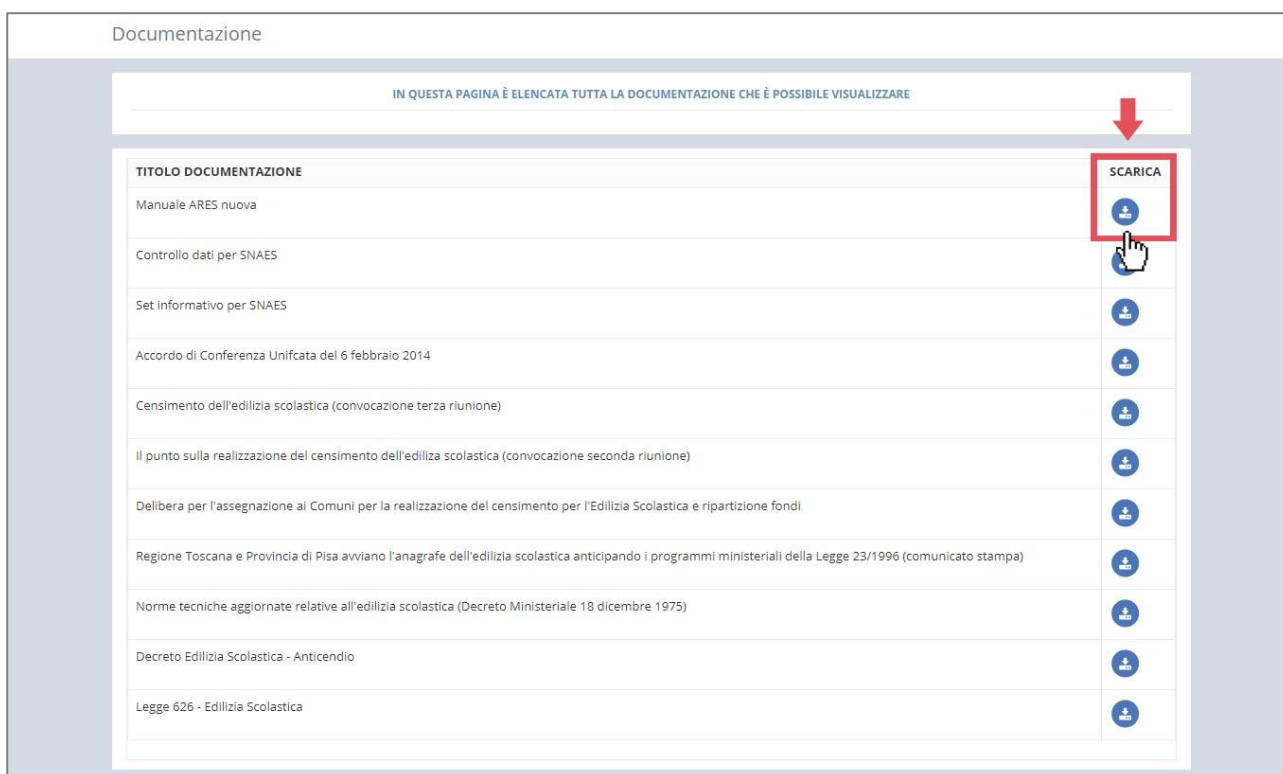 Documentazione
IN QUESTA PAGINA È ELENCATA TUTTA LA DOCUMENTAZIONE CHE È POSSIBILE VISUALIZZARE
TITOLO DOCUMENTAZIONE SCARICA
Manuale ARES nuova
Controllo dati per SNAES
Set informativo per SNAES
Accordo di Conferenza Unifcata del 6 febbraio 2014
Censimento dell'edilizia scolastica (convocazione terza riunione)
Il punto sulla realizzazione del censimento dell'ediliza scolastica (convocazione seconda riunione)
Delibera per l'assegnazione ai Comuni per la realizzazione del censimento per l'Edilizia Scolastica e ripartizione fondi
Regione Toscana e Provincia di Pisa avviano l'anagrafe dell'edilizia scolastica anticipando i programmi ministeriali della Legge 23/1996 (comunicato stampa)
Norme tecniche aggiornate relative all'edilizia scolastica (Decreto Ministeriale 18 dicembre 1975)
Decreto Edilizia Scolastica - Anticendio
Legge 626 - Edilizia Scolastica